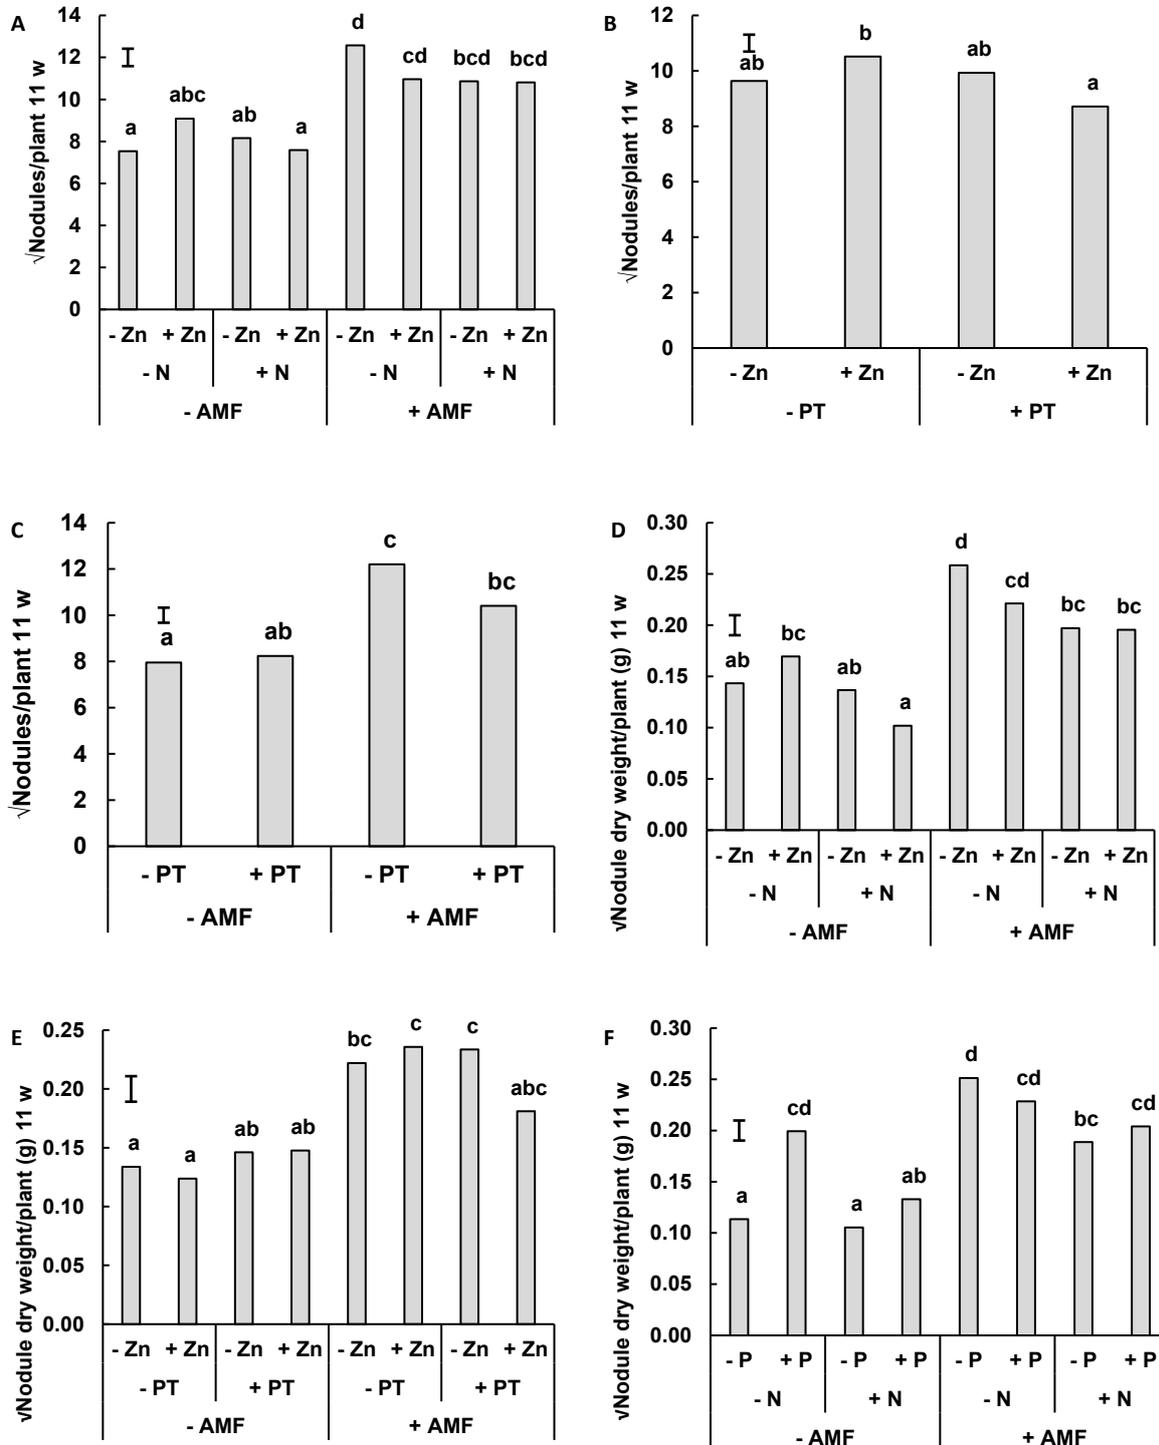 A
√Nodules/plant 11 w
14
12
10
8
6
4
2
0
a
abc
ab
a
d
cd
bcd
bcd
- Zn + Zn - Zn + Zn - Zn + Zn - Zn + Zn
- N + N - N + N
- AMF + AMF
B
√Nodules/plant 11 w
12
10
8
6
4
2
0
ab
b
ab
a
- Zn + Zn - Zn + Zn
- PT + PT
C
√Nodules/plant 11 w
14
12
10
8
6
4
2
0
a
ab
c
bc
- PT + PT - PT + PT
- AMF + AMF
D
√Nodule dry weight/plant (g) 11 w
0.30
0.25
0.20
0.15
0.10
0.05
0.00
ab
bc
ab
a
d
cd
bc
bc
- Zn + Zn - Zn + Zn - Zn + Zn - Zn + Zn
- N + N - N + N
- AMF + AMF
E
√Nodule dry weight/plant (g) 11 w
0.25
0.20
0.15
0.10
0.05
0.00
a
a
ab
ab
bc
c
c
abc
- Zn + Zn - Zn + Zn - Zn + Zn - Zn + Zn
- PT + PT - PT + PT
- AMF + AMF
F
√Nodule dry weight/plant (g) 11 w
0.30
0.25
0.20
0.15
0.10
0.05
0.00
a
cd
a
ab
d
cd
bc
cd
- P + P - P + P - P + P - P + P
- N + N - N + N
- AMF + AMF